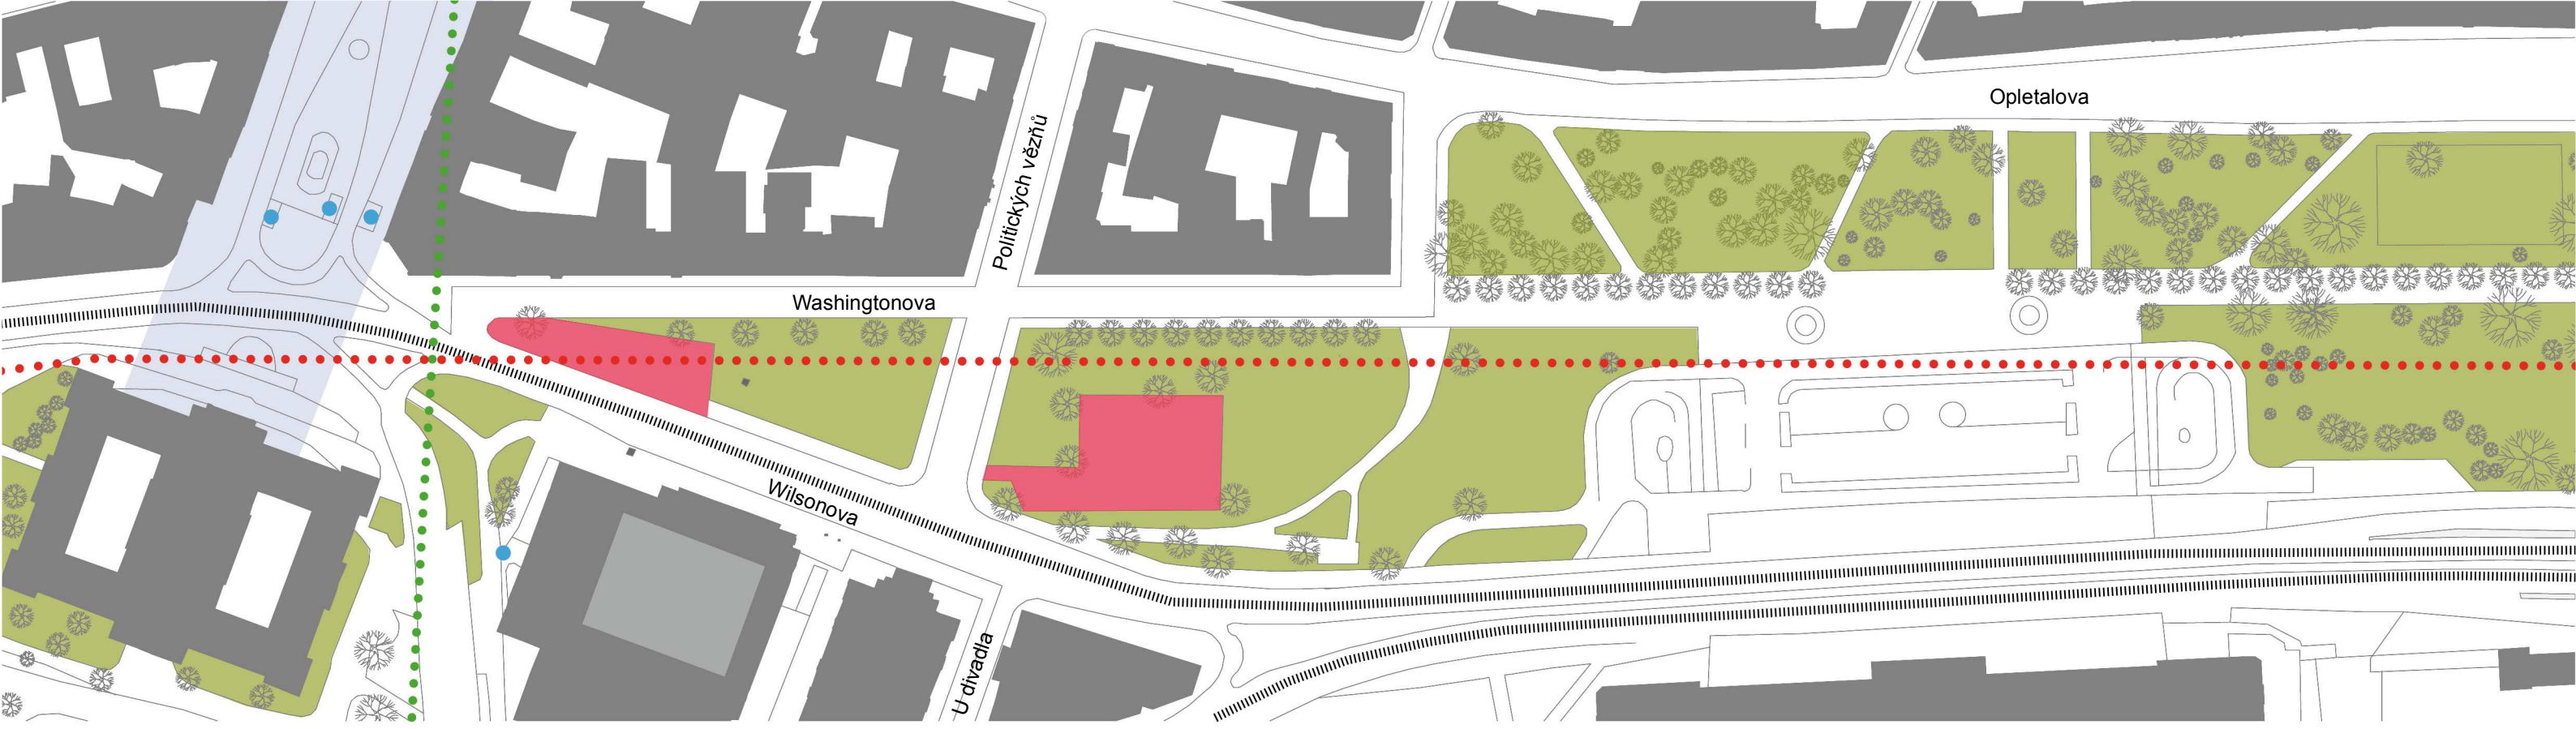 Opletalova
Politických vězňů
Washingtonova
Wilsonova
U divadla